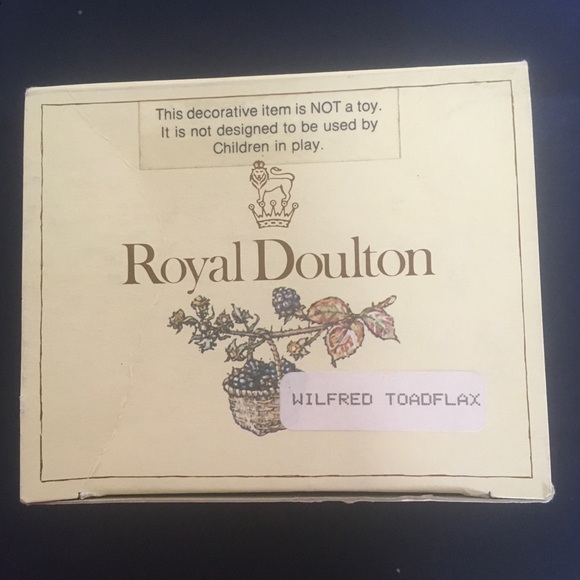 This decorative item is NOT a toy.
It is not designed to be used by
Children in play.
Royal Doulton
WILFRED TOADFLAX